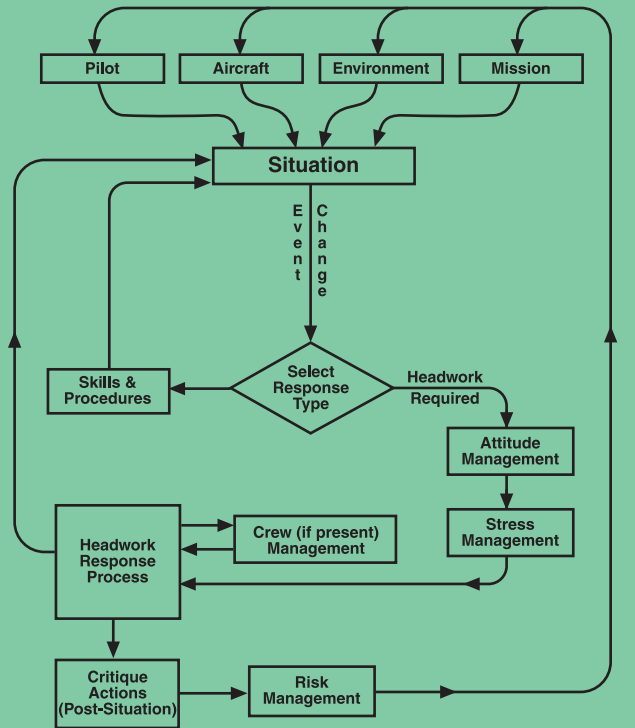 Pilot
Aircraft
Environment
Mission
Situation
Event
Change
Select
Response
Type
Skills &
Procedures
Headwork
Required
Attitude
Management
Stress
Management
Headwork
Response
Process
Crew (if present)
Management
Critique
Actions
(Post-Situation)
Risk
Management